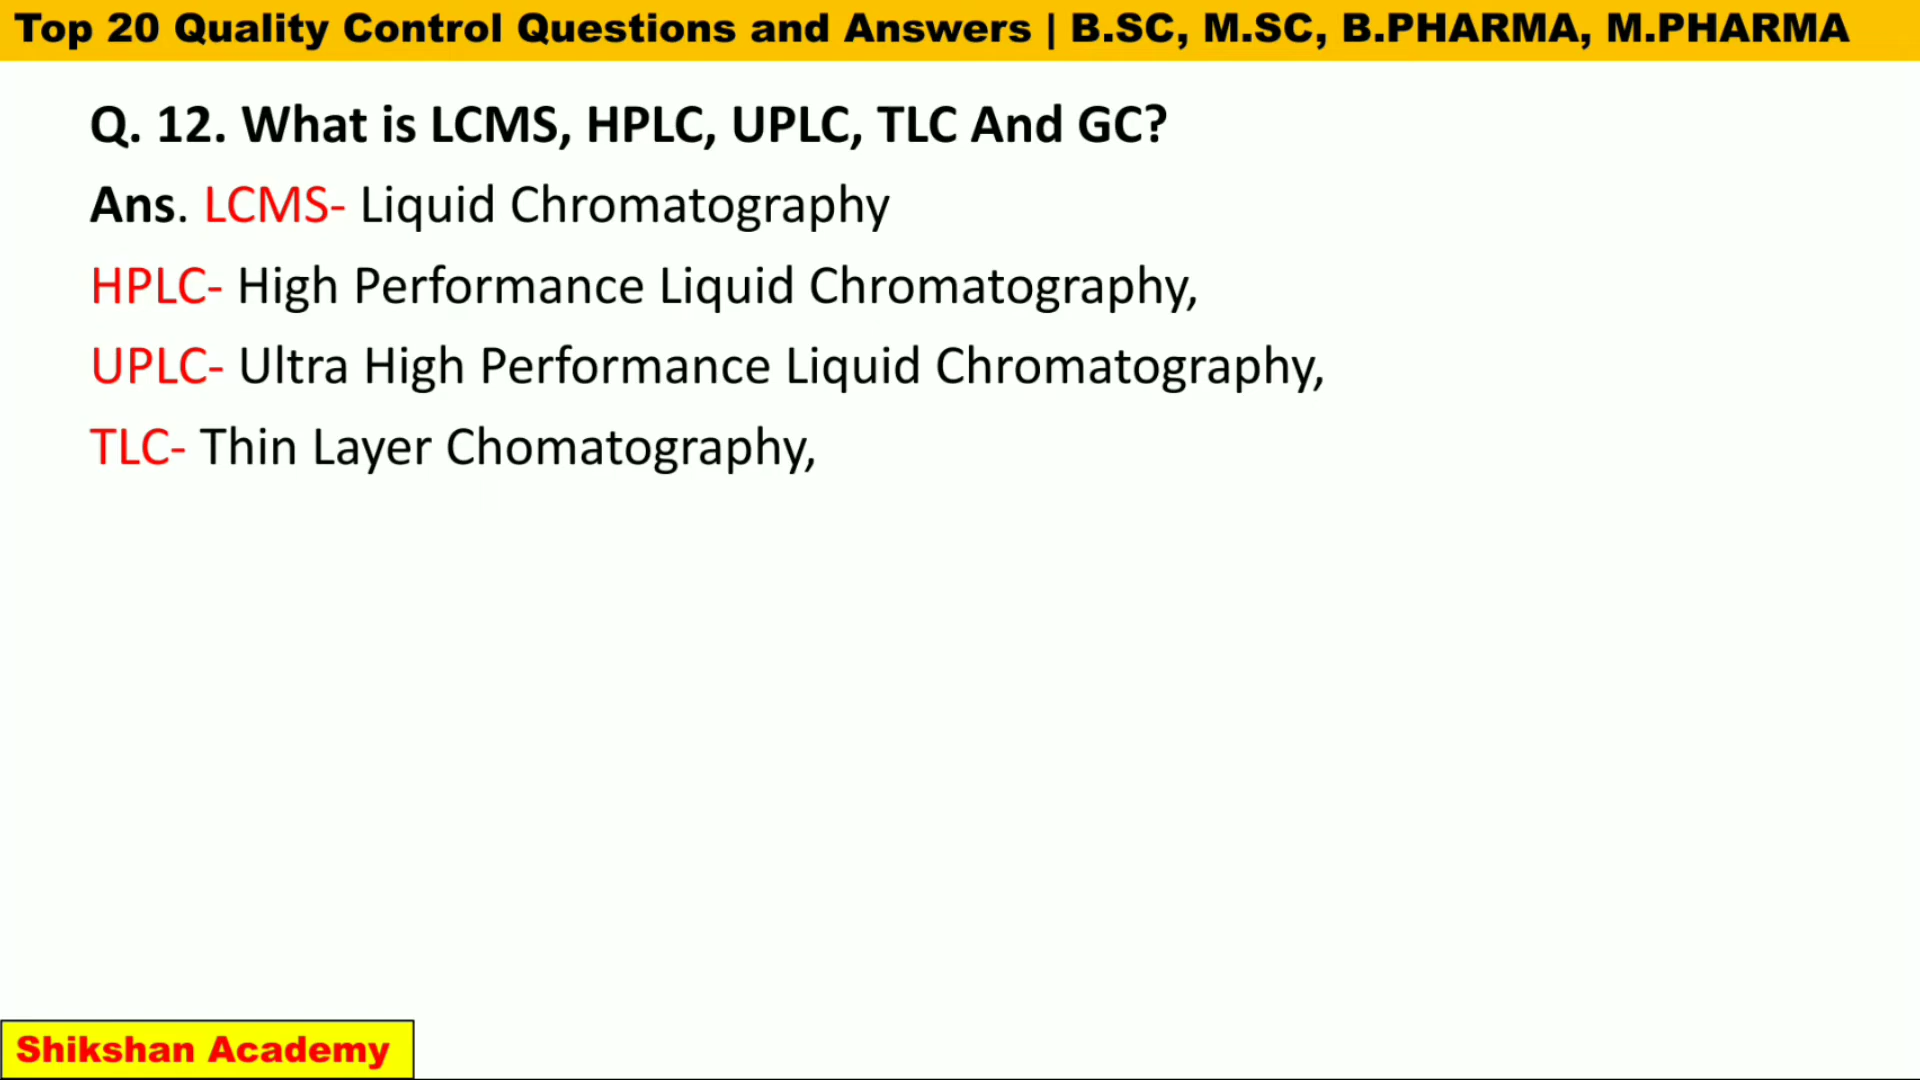 Top 20 Quality Control Questions and Answers | B.SC, M.SC, B.PHARMA, M.PHARMA
Q. 12. What is LCMS, HPLC, UPLC, TLC And GC?
Ans. LCMS- Liquid Chromatography
HPLC- High Performance Liquid Chromatography,
UPLC- Ultra High Performance Liquid Chromatography,
TLC- Thin Layer Chomatography,
Shikshan Academy